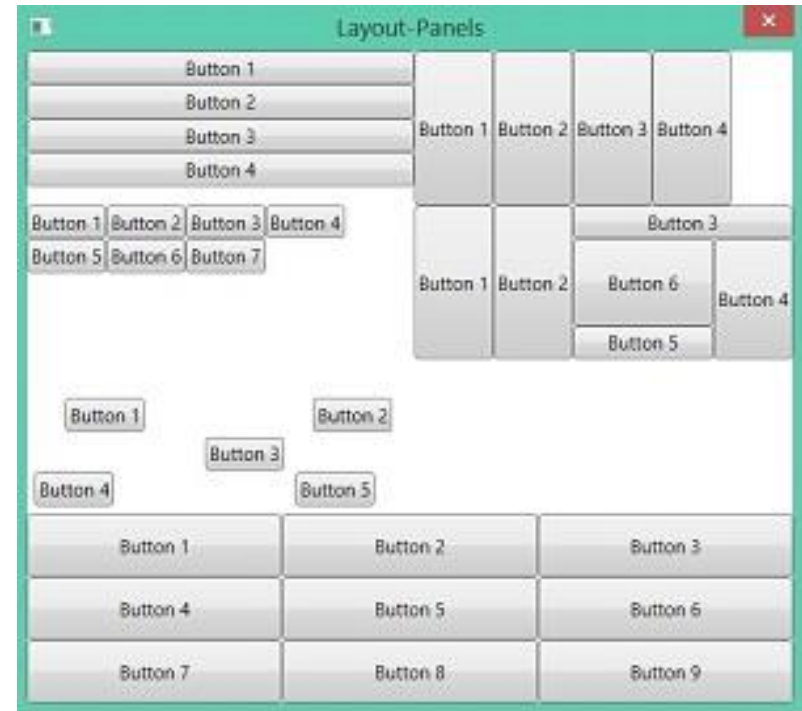 Layout-Panels
Button 1
Button 2
Button 3
Button 4
Button 1 Button 2 Button 3 Button 4
Button 1 Button 2 Button 3 Button 4
Button 5 Button 6 Button 7
Button 3
Button 1 Button 2 Button 6 Button 4
Button 5
Button 1 Button 2
Button 3
Button 4 Button 5
Button 1 Button 2 Button 3
Button 4 Button 5 Button 6
Button 7 Button 8 Button 9